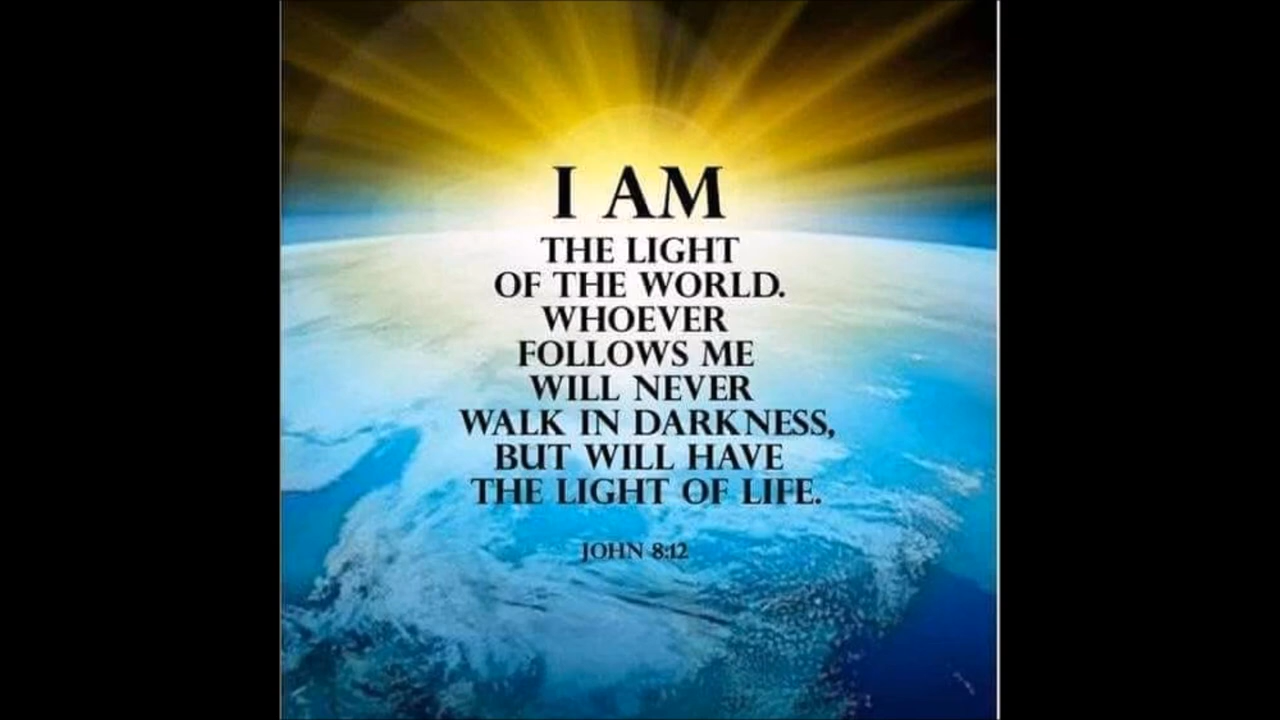 I AM
THE LIGHT
OF THE WORLD.
WHOEVER
FOLLOWS ME
WILL NEVER
WALK IN DARKNESS,
BUT WILL HAVE
THE LIGHT OF LIFE.
JOHN 8:12